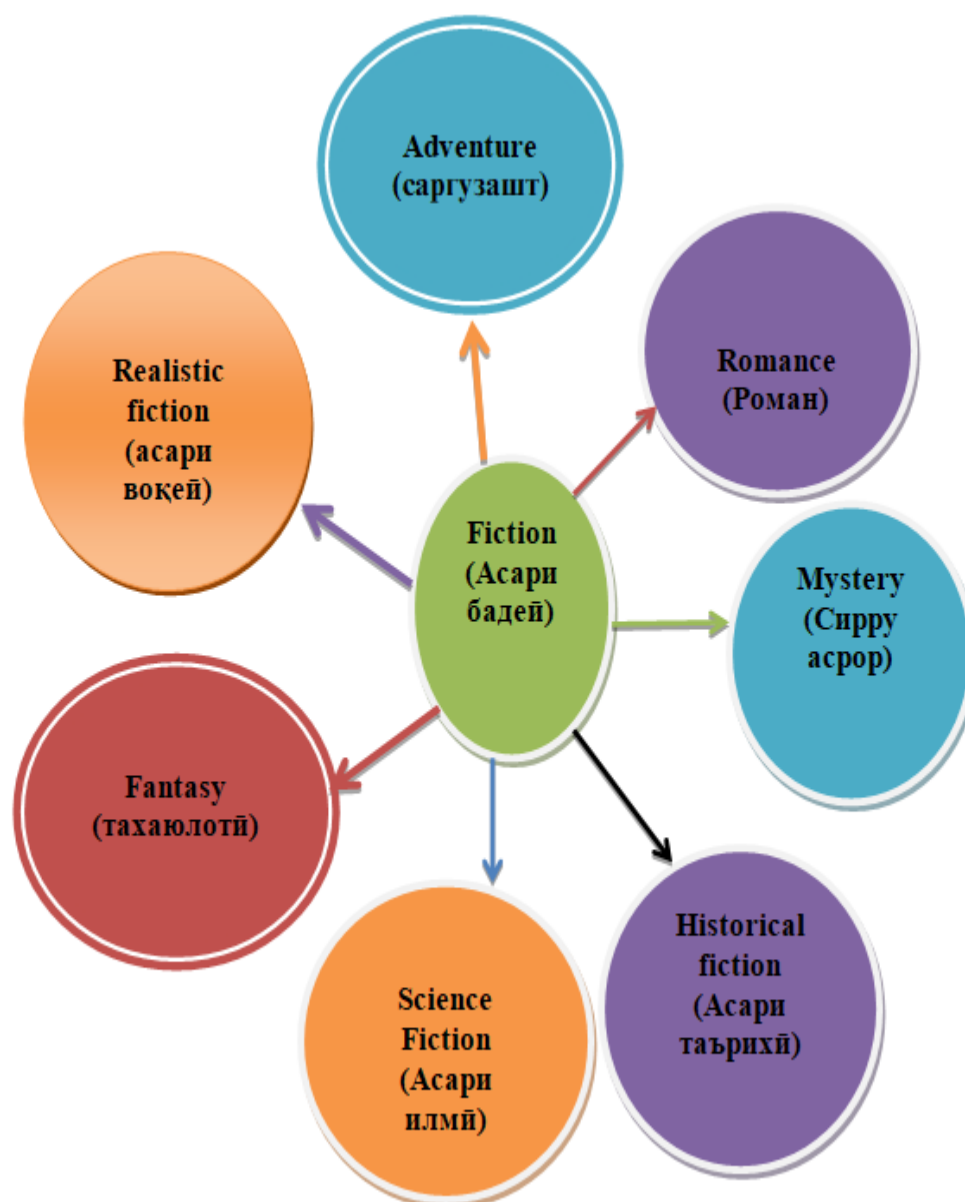 Adventure
(саргузашт)
Realistic
fiction
(асари
воқеӣ)
Romance
(Роман)
Fiction
(Асари
бадеӣ)
Mystery
(Сирру
асрор)
Fantasy
(тахаюлотӣ)
Historical
fiction
(Асари
таърихӣ)
Science
Fiction
(Асари
илмӣ)